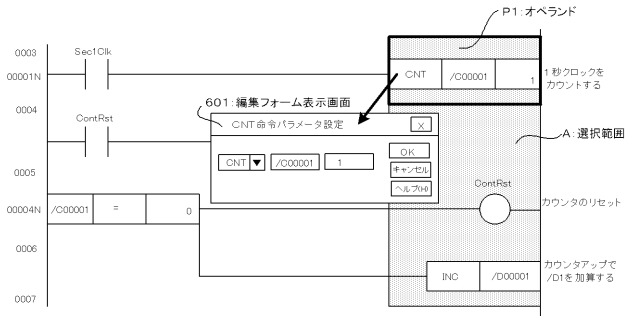 P1:オペランド
0003
Sec1Clk
00001N
CNT /C00001 1
1秒クロックを
カウントする
0004
601:編集フォーム表示画面
ContRst
CNT命令パラメータ設定 X
A:選択範囲
CNT ▼ /C00001 1
OK
キャンセル
ヘルプ(H)
0005
ContRst
00004N /C00001 = 0
カウンタのリセット
0006
INC /D00001
カウンタアップで
/D1を加算する
0007